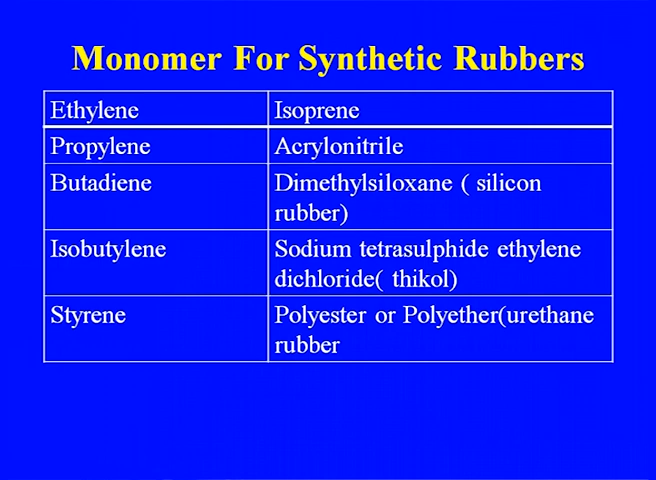 Monomer For Synthetic Rubbers
Ethylene
Isoprene
Propylene
Acrylonitrile
Butadiene
Dimethylsiloxane ( silicon
rubber)
Isobutylene
Sodium tetrasulphide ethylene
dichloride( thikol)
Styrene
Polyester or Polyether(urethane
rubber